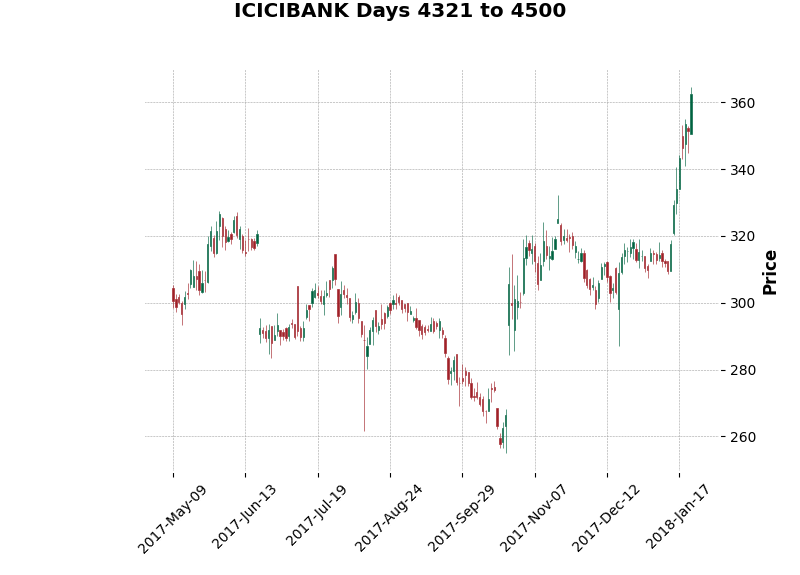 ICICIBANK Days 4321 to 4500
360
340
320
300
280
260
Price
2017-May-09
2017-Jun-13
2017-Jul-19
2017-Aug-24
2017-Sep-29
2017-Nov-07
2017-Dec-12
2018-Jan-17